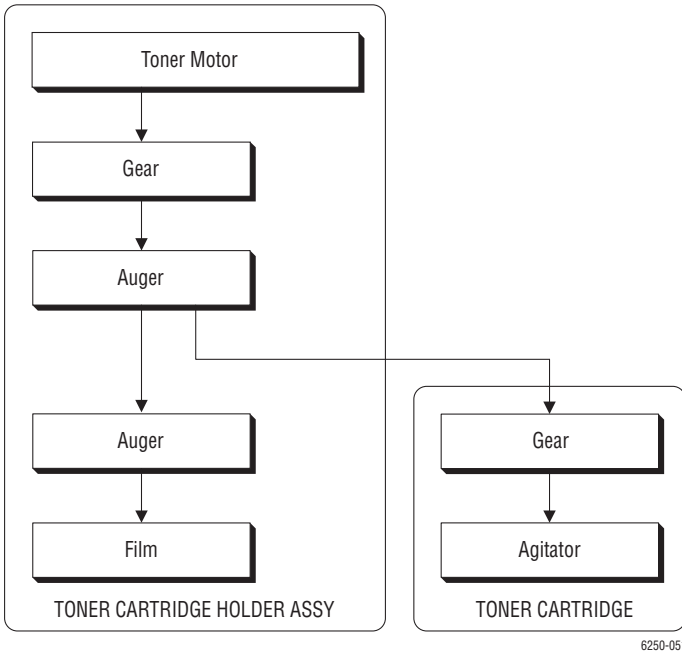 Toner Motor
Gear
Auger
Auger
Film
TONER CARTRIDGE HOLDER ASSY
Gear
Agitator
TONER CARTRIDGE
6250-05